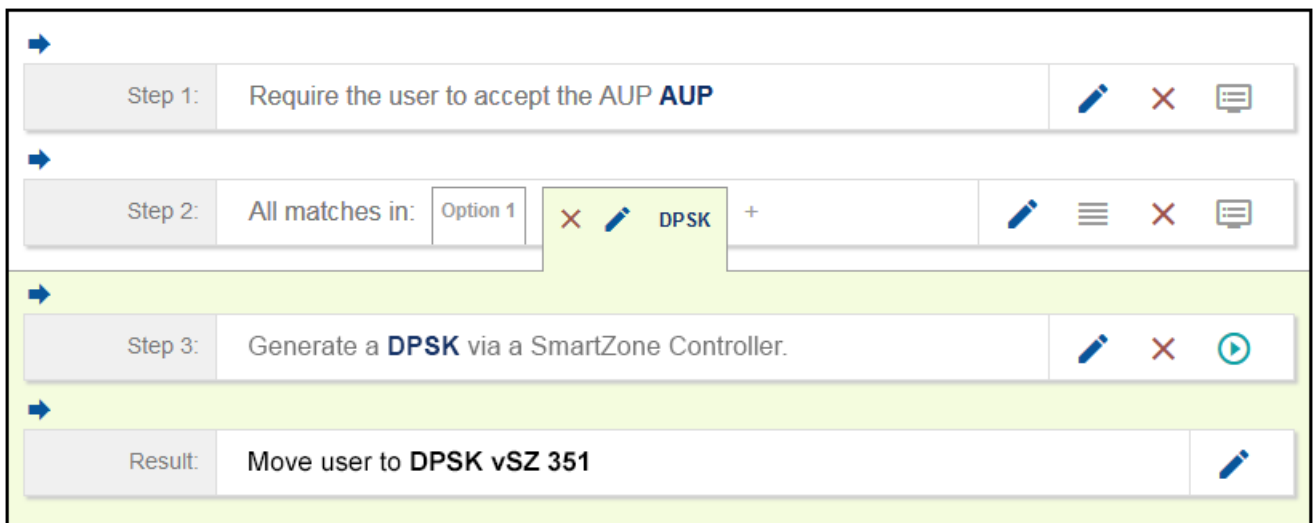 Step 1: Require the user to accept the AUP AUP
Step 2: All matches in: Option 1 DPSK +
Step 3: Generate a DPSK via a SmartZone Controller.
Result: Move user to DPSK vSZ 351